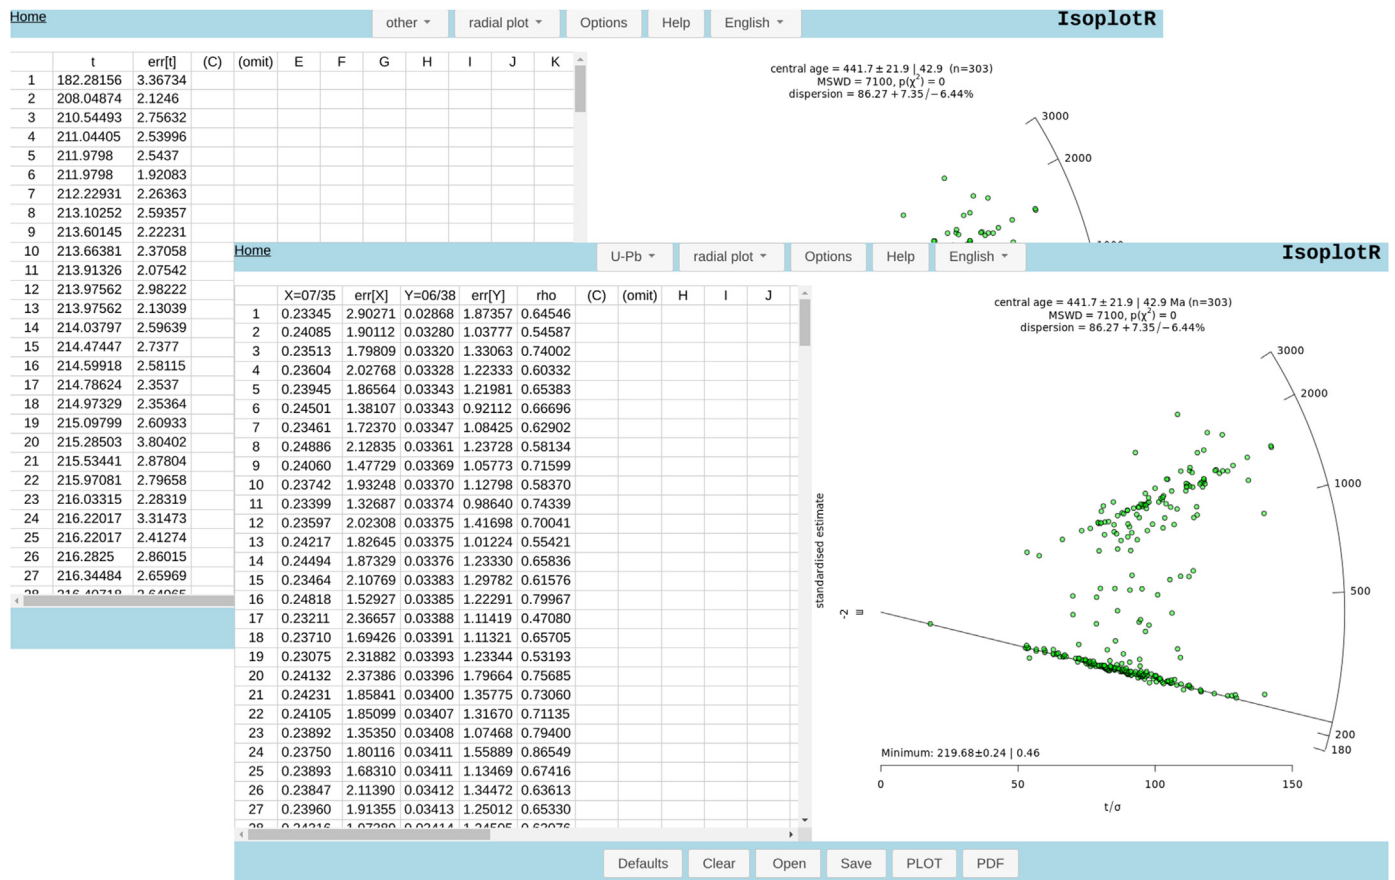 Home other radial plot Options Help English IsoplotR
t err[t] (C) (omit) E F G H I J K
1 182.28156 3.36734
2 208.04874 2.1246
3 210.54493 2.75632
4 211.04405 2.53996
5 211.9798 2.5437
6 211.9798 1.92083
7 212.22931 2.26363
8 213.10252 2.59357
9 213.60145 2.22231
10 213.66381 2.37058
11 213.91326 2.07542
12 213.97562 2.98222
13 213.97562 2.13039
14 214.03797 2.59639
15 214.47447 2.7377
16 214.59918 2.58115
17 214.78624 2.3537
18 214.97329 2.35364
19 215.09799 2.60933
20 215.28503 3.80402
21 215.53441 2.87804
22 215.97081 2.79658
23 216.03315 2.28319
24 216.22017 3.31473
25 216.22017 2.41274
26 216.2825 2.86015
27 216.34484 2.65969
central age = 441.7 ± 21.9 | 42.9 (n=303)
MSWD = 7100, p(χ²) = 0
dispersion = 86.27 +7.35/−6.44%
3000
2000
Home U-Pb radial plot Options Help English IsoplotR
X=07/35 err[X] Y=06/38 err[Y] rho (C) (omit) H I J
1 0.23345 2.90271 0.02868 1.87357 0.64546
2 0.24085 1.90112 0.03280 1.03777 0.54587
3 0.23513 1.79809 0.03320 1.33063 0.74002
4 0.23604 2.02768 0.03328 1.22333 0.60332
5 0.23945 1.86564 0.03343 1.21981 0.65383
6 0.24501 1.38107 0.03343 0.92112 0.66696
7 0.23461 1.72370 0.03347 1.08425 0.62902
8 0.24886 2.12835 0.03361 1.23728 0.58134
9 0.24060 1.47729 0.03369 1.05773 0.71599
10 0.23742 1.93248 0.03370 1.12798 0.58370
11 0.23399 1.32687 0.03374 0.98640 0.74339
12 0.23597 2.02308 0.03375 1.41698 0.70041
13 0.24217 1.82645 0.03375 1.01224 0.55421
14 0.24494 1.87329 0.03376 1.23330 0.65836
15 0.23464 2.10769 0.03383 1.29782 0.61576
16 0.24818 1.52927 0.03385 1.22291 0.79967
17 0.23211 2.36657 0.03388 1.11419 0.47080
18 0.23710 1.69426 0.03391 1.11321 0.65705
19 0.23075 2.31882 0.03393 1.23344 0.53193
20 0.24132 2.37386 0.03396 1.79664 0.75685
21 0.24231 1.85841 0.03400 1.35775 0.73060
22 0.24105 1.85099 0.03407 1.31670 0.71135
23 0.23892 1.35350 0.03408 1.07468 0.79400
24 0.23750 1.80116 0.03411 1.55889 0.86549
25 0.23893 1.68310 0.03411 1.13469 0.67416
26 0.23847 2.11390 0.03412 1.34472 0.63613
27 0.23960 1.91355 0.03413 1.25012 0.65330
central age = 441.7 ± 21.9 | 42.9 Ma (n=303)
MSWD = 7100, p(χ²) = 0
dispersion = 86.27 +7.35/−6.44%
3000
2000
1000
500
200
180
standardised estimate
-2
Minimum: 219.68±0.24 | 0.46
0 50 100 150
t/σ
Defaults Clear Open Save PLOT PDF